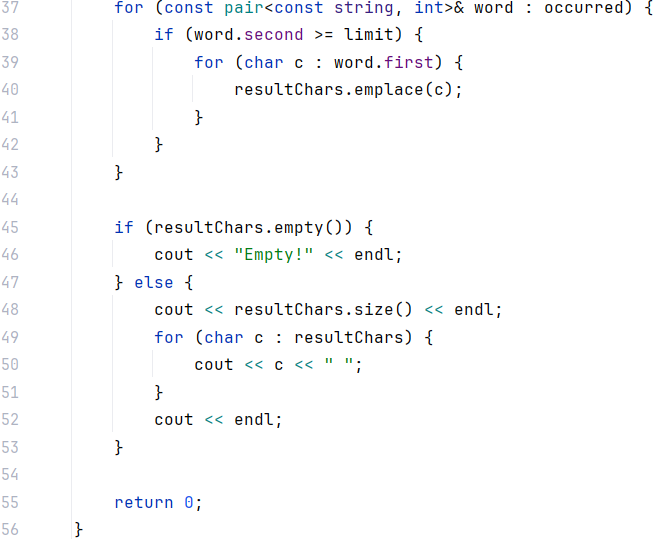 37 for (const pair<const string, int>& word : occurred) {
38 if (word.second >= limit) {
39 for (char c : word.first) {
40 resultChars.emplace(c);
41 }
42 }
43 }
44
45 if (resultChars.empty()) {
46 cout << "Empty!" << endl;
47 } else {
48 cout << resultChars.size() << endl;
49 for (char c : resultChars) {
50 cout << c << " ";
51 }
52 cout << endl;
53 }
54
55 return 0;
56 }